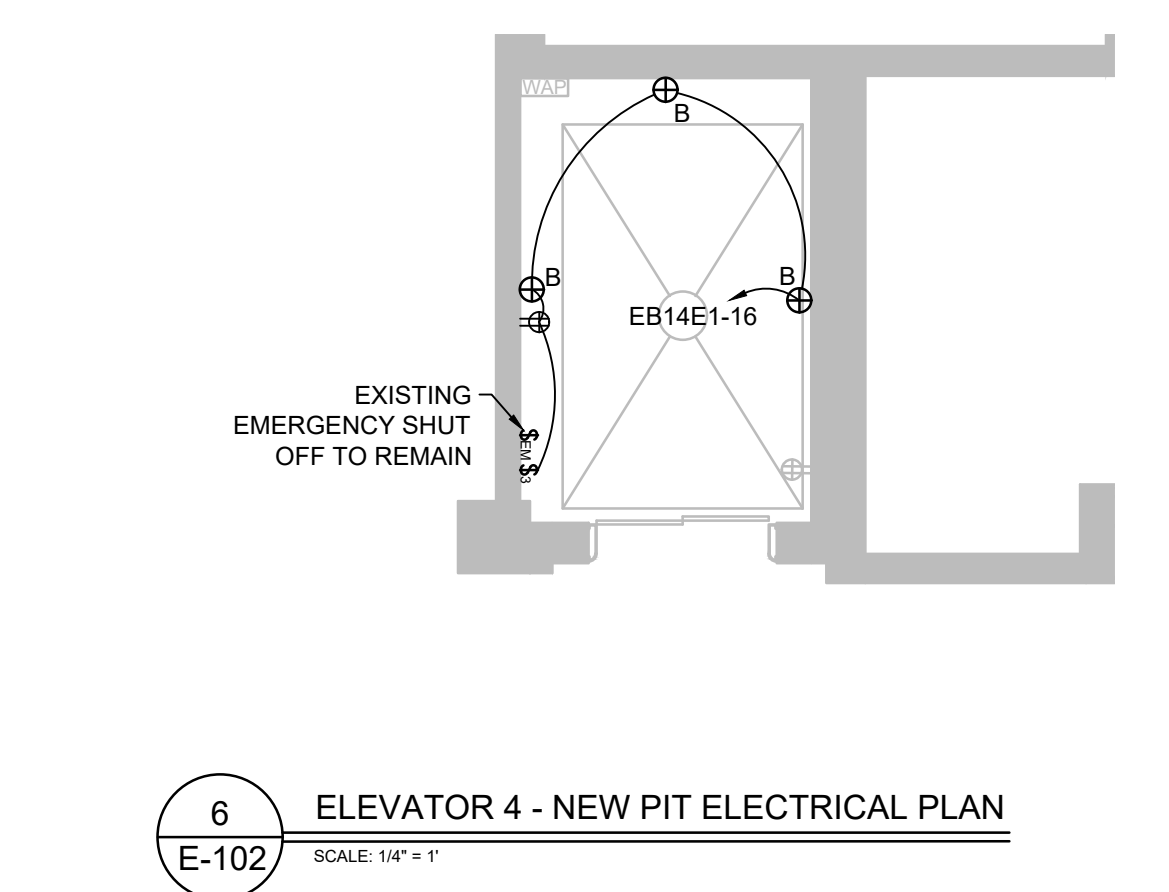 WAP
B
B
B
EB14E1-16
EXISTING
EMERGENCY SHUT
OFF TO REMAIN
$EM
$3
6
E-102
ELEVATOR 4 - NEW PIT ELECTRICAL PLAN
SCALE: 1/4" = 1'